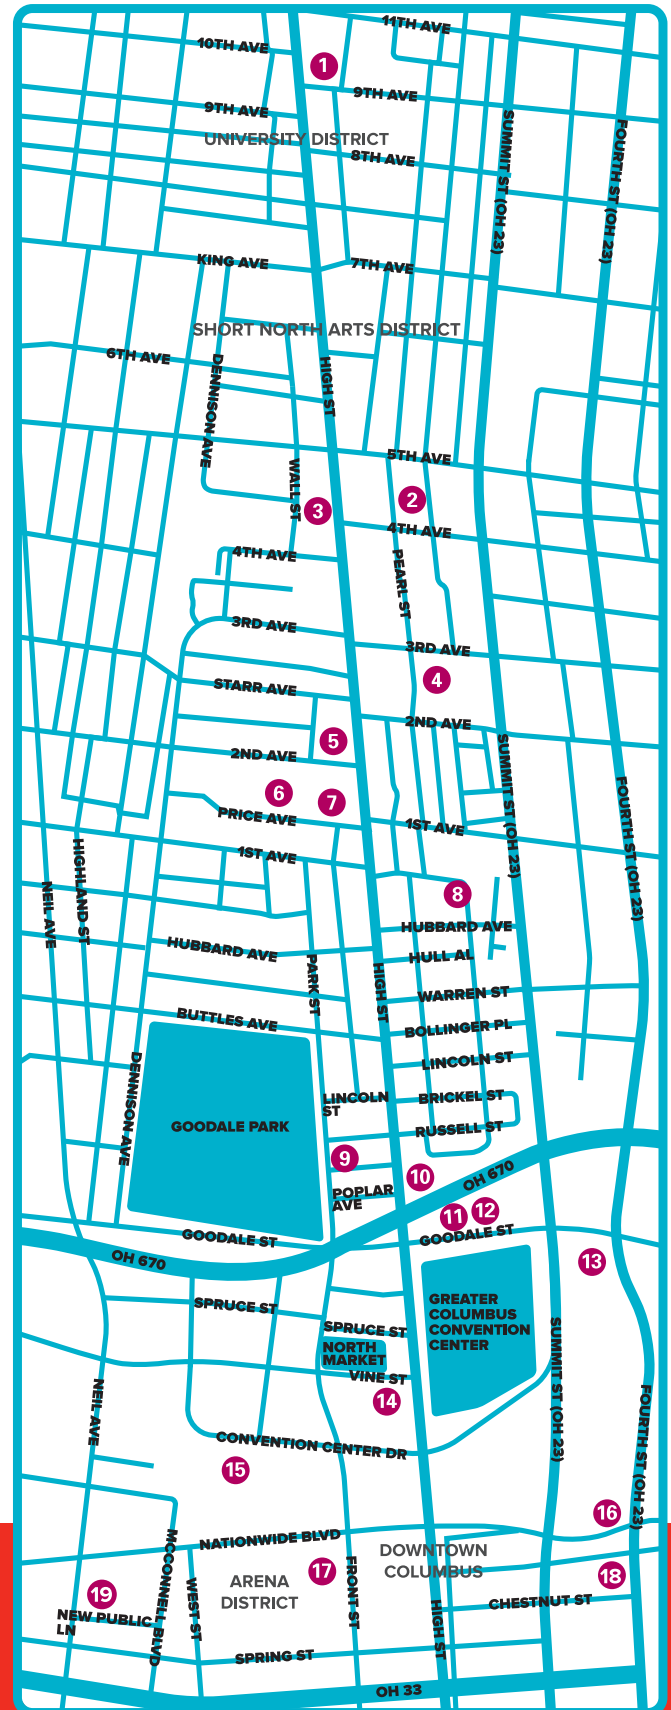 11TH AVE
10TH AVE
1
9TH AVE
9TH AVE
SUMMIT ST (OH 23)
FOURTH ST (OH 23)
UNIVERSITY DISTRICT
8TH AVE
KING AVE
7TH AVE
SHORT NORTH ARTS DISTRICT
6TH AVE
DENNISON AVE
HIGH ST
5TH AVE
WALL ST
2
3
4TH AVE
4TH AVE
PEARL ST
3RD AVE
3RD AVE
4
STARR AVE
2ND AVE
5
2ND AVE
SUMMIT ST (OH 23)
FOURTH ST (OH 23)
6
7
PRICE AVE
1ST AVE
1ST AVE
HIGHLAND ST
NEIL AVE
8
HUBBARD AVE
HUBBARD AVE
HULL AL
PARK ST
HIGH ST
WARREN ST
BUTTLES AVE
BOLLINGER PL
LINCOLN ST
DENNISON AVE
LINCOLN
ST
BRICKEL ST
GOODALE PARK
RUSSELL ST
9
10
OH 670
POPLAR
AVE
11
12
GOODALE ST
GOODALE ST
OH 670
13
GREATER
COLUMBUS
CONVENTION
CENTER
SPRUCE ST
SPRUCE ST
NORTH
MARKET
VINE ST
SUMMIT ST (OH 23)
NEIL AVE
14
FOURTH ST (OH 23)
CONVENTION CENTER DR
15
16
NATIONWIDE BLVD
MCCONNELL BLVD
DOWNTOWN
COLUMBUS
17
ARENA
DISTRICT
FRONT ST
WEST ST
18
19
CHESTNUT ST
NEW PUBLIC
LN
HIGH ST
SPRING ST
OH 33